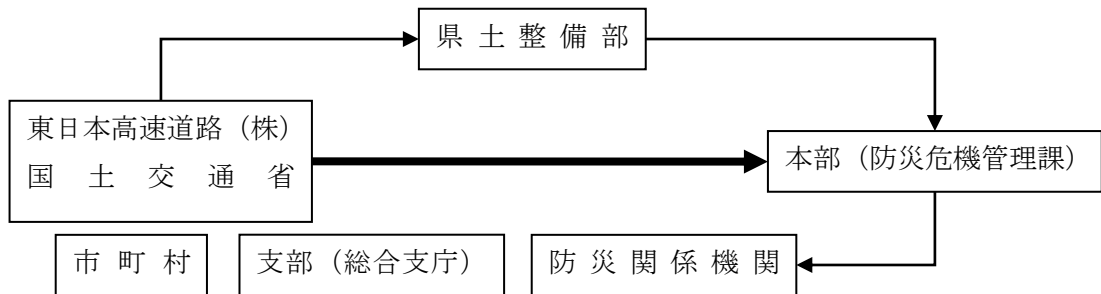 県土整備部
東日本高速道路（株）
国土交通省
本部（防災危機管理課）
市町村
支部（総合支庁）
防災関係機関